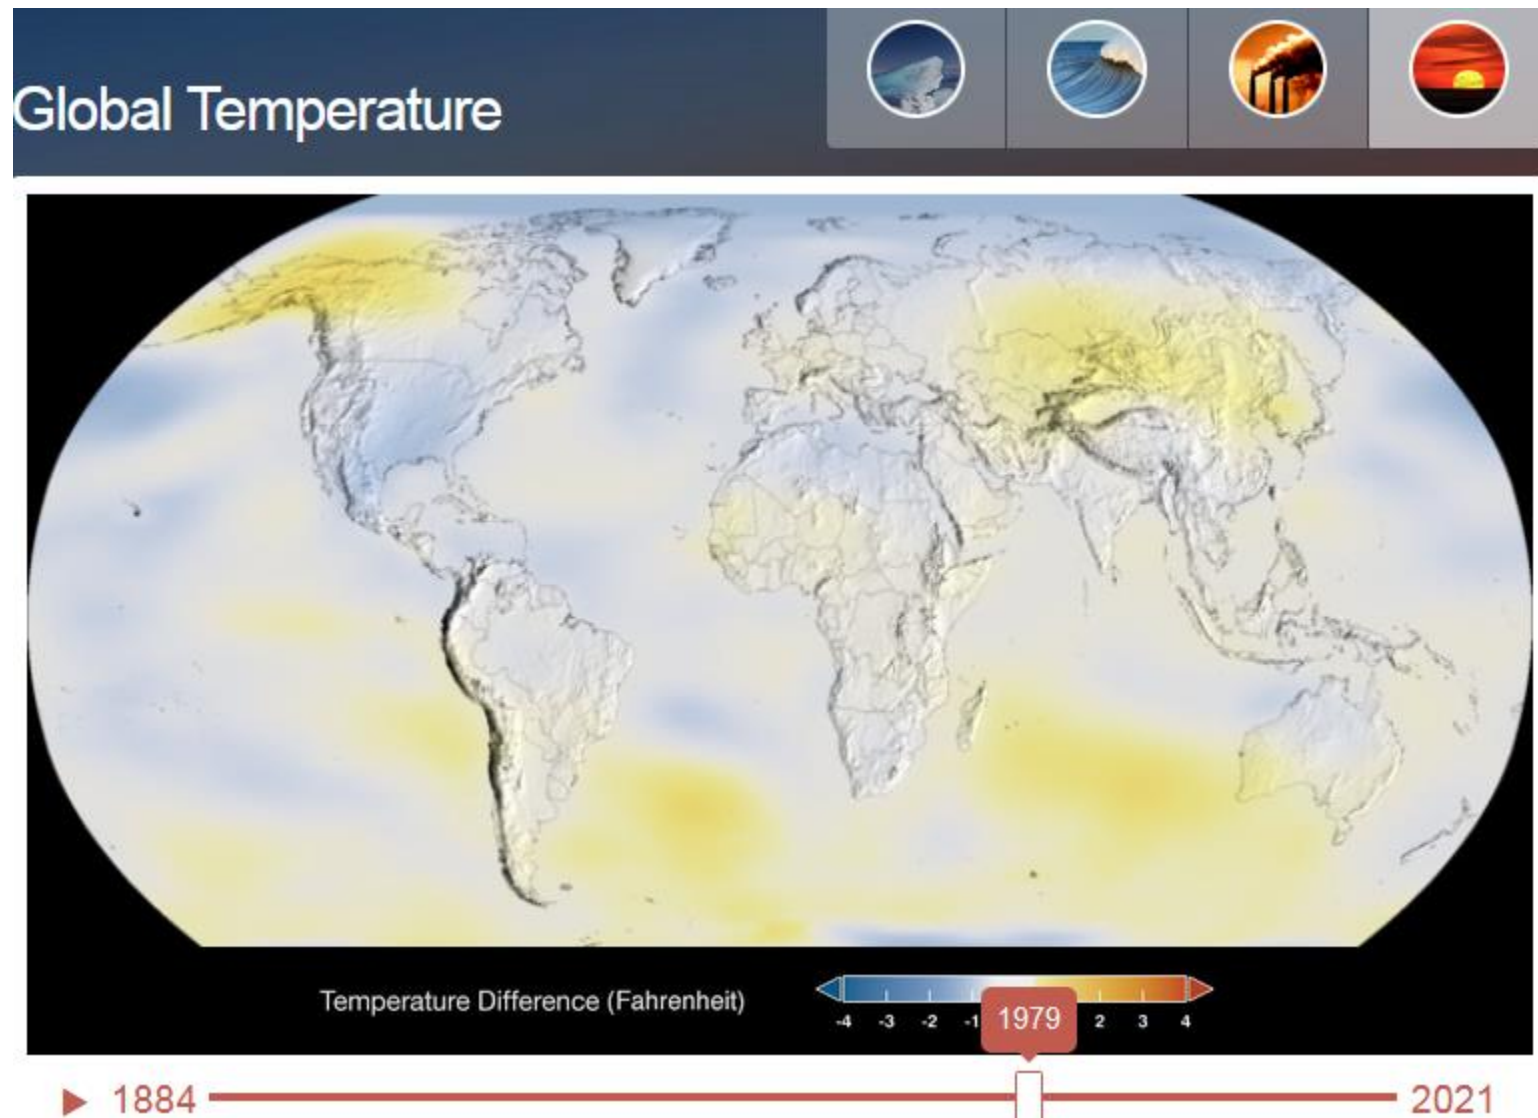 Global Temperature
Temperature Difference (Fahrenheit)
-4 -3 -2 -1 2 3 4
1979
1884 2021